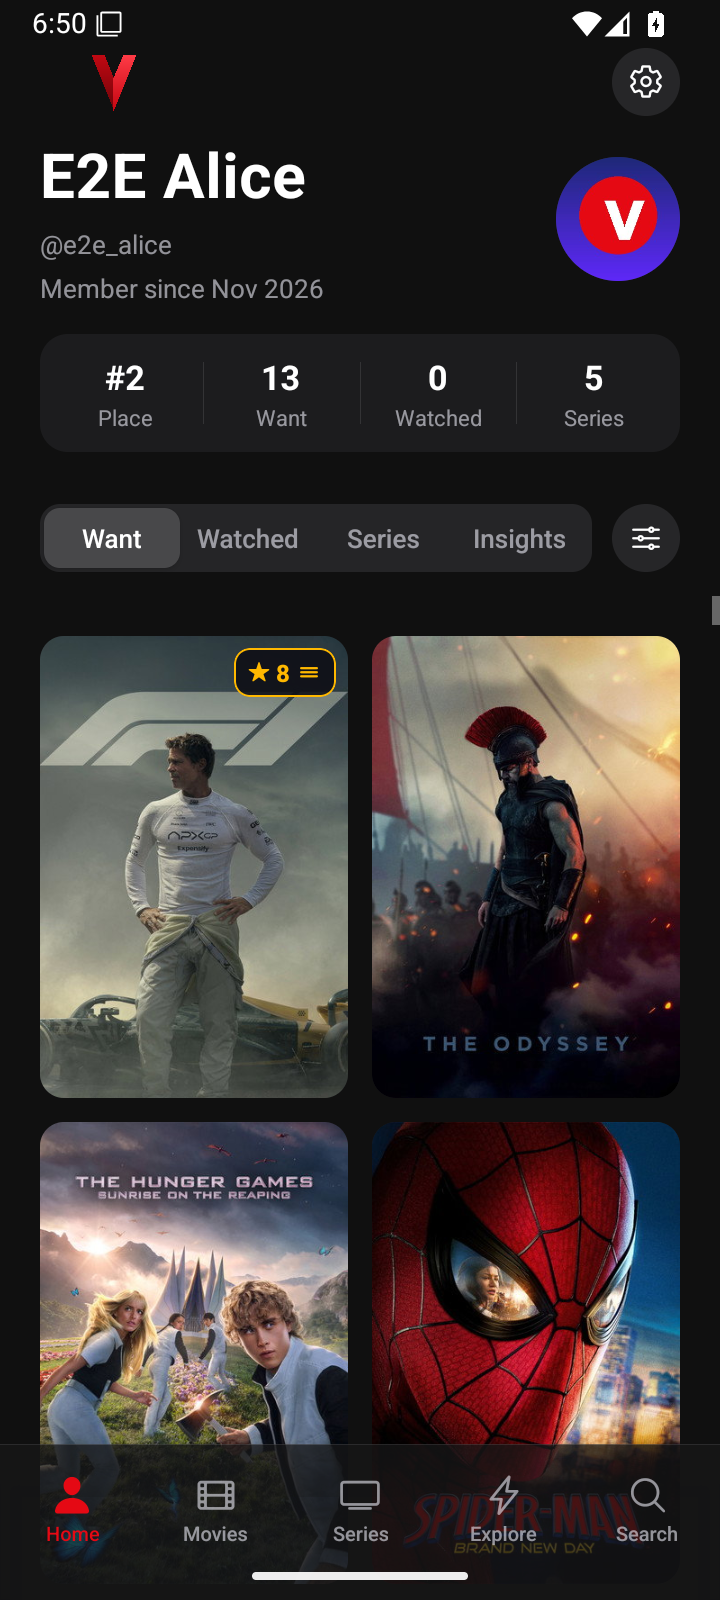 6:50
E2E Alice
@e2e_alice
Member since Nov 2026
V
#2 13 0 5
Place Want Watched Series
Want Watched Series Insights
8
APXGP
Expensify
THE ODYSSEY
THE HUNGER GAMES
SUNRISE ON THE REAPING
SPIDER-MAN
BRAND NEW DAY
Home Movies Series Explore Search